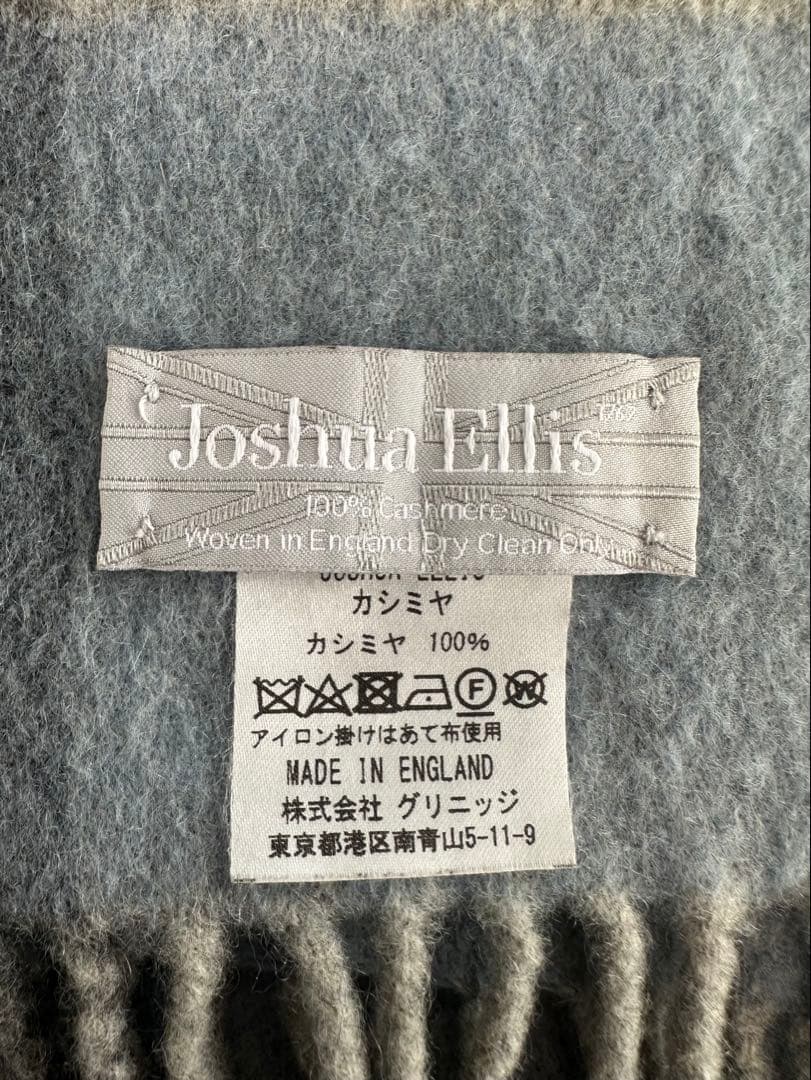 Joshua Ellis 1767
100% Cashmere
Woven in England Dry Clean Only
JOSHUA ELLIS
カシミヤ
カシミヤ 100%
F W
アイロン掛けはあて布使用
MADE IN ENGLAND
株式会社 グリニッジ
東京都港区南青山5-11-9